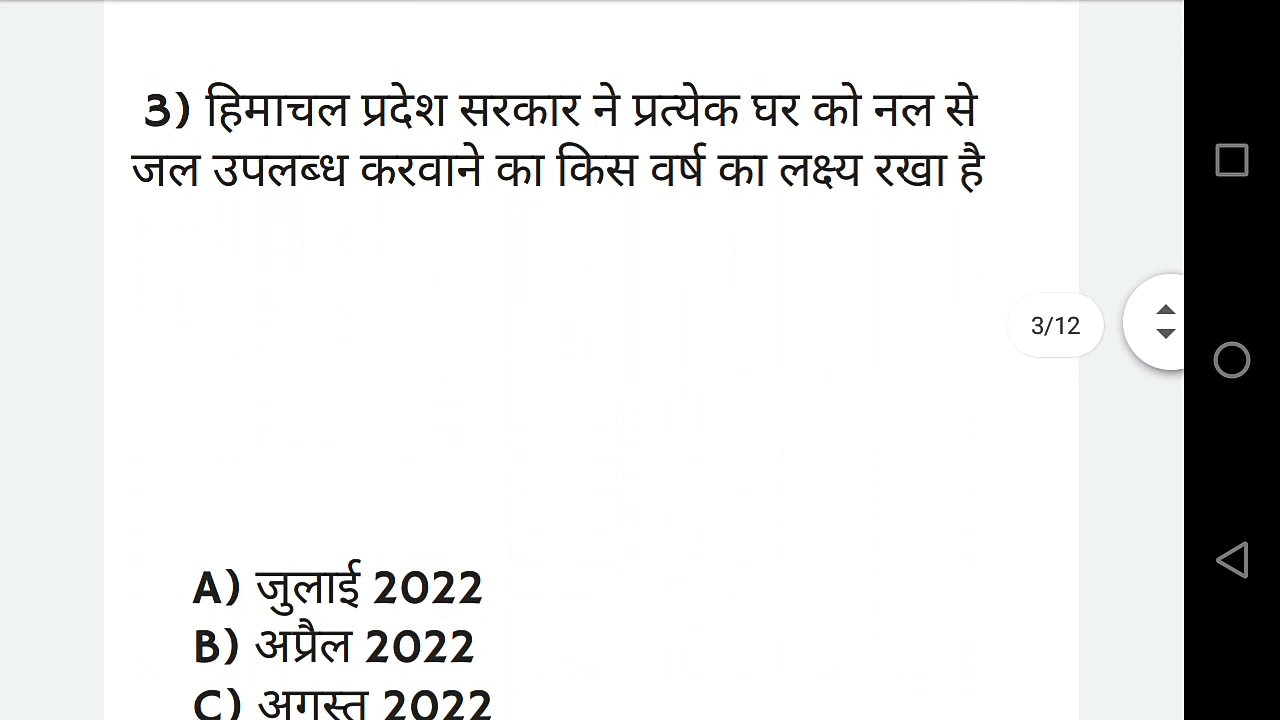 3) हिमाचल प्रदेश सरकार ने प्रत्येक घर को नल से
जल उपलब्ध करवाने का किस वर्ष का लक्ष्य रखा है
3/12
A) जुलाई 2022
B) अप्रैल 2022
C) अगस्त 2022